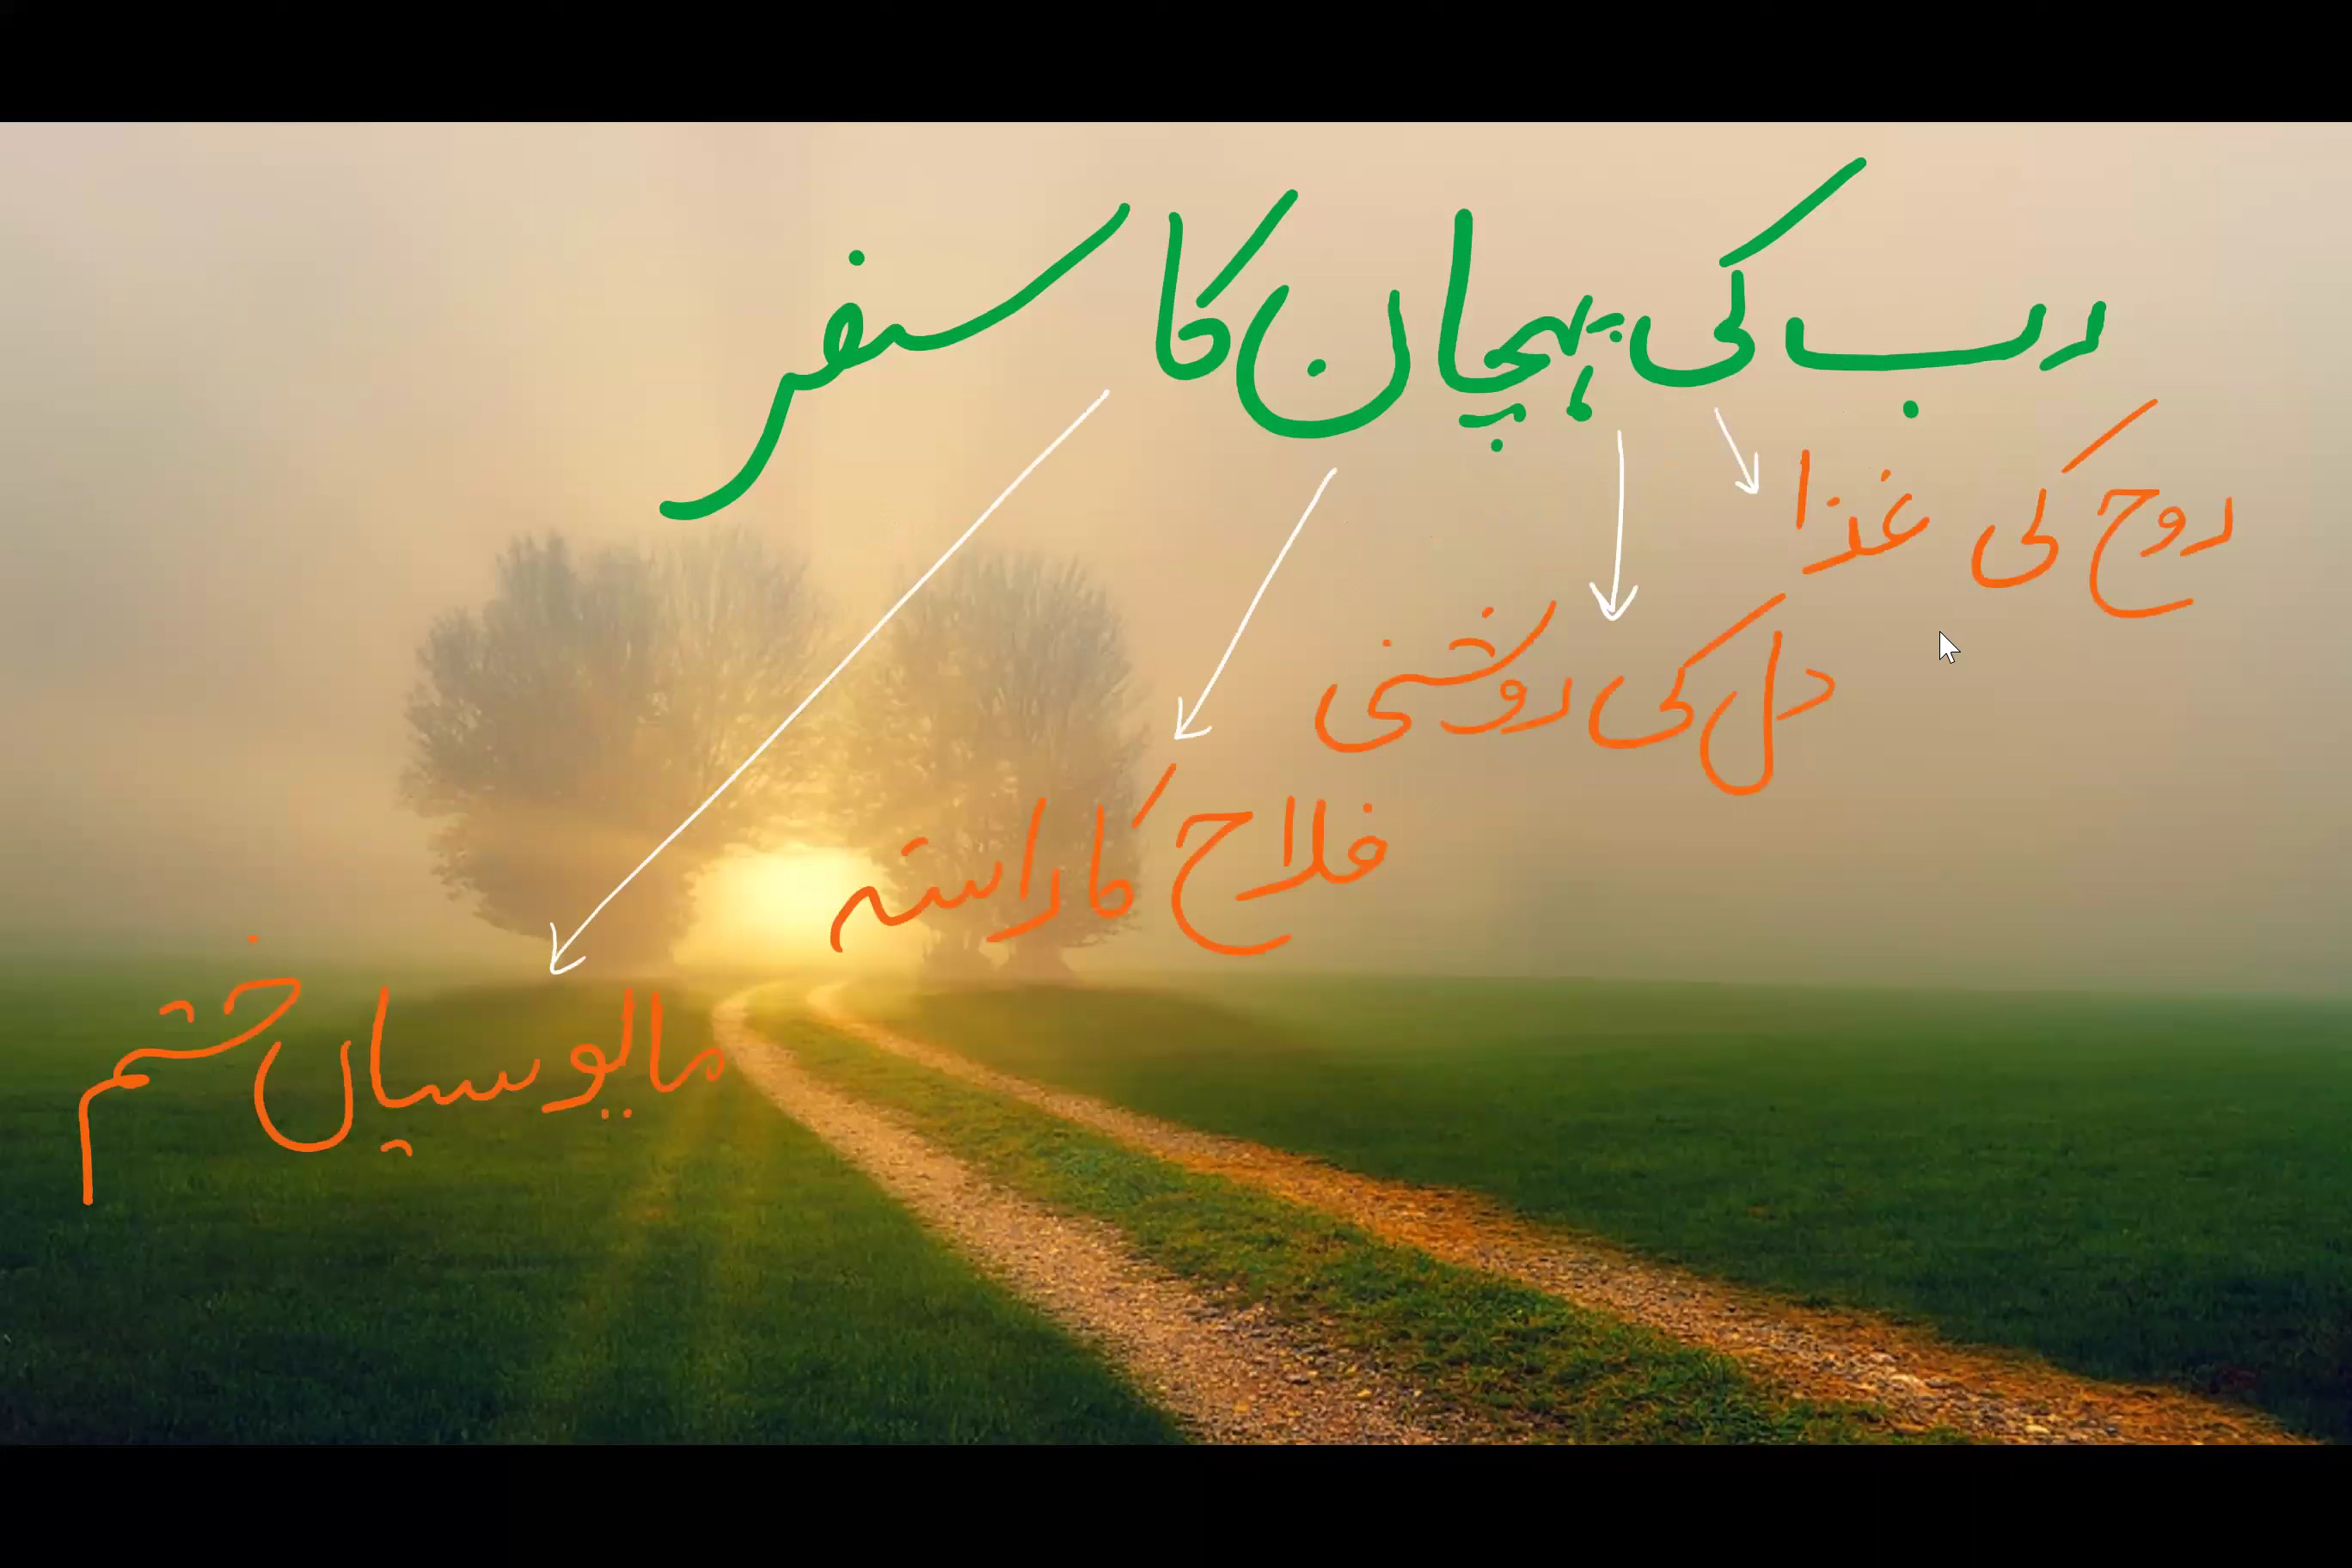 رب کی پہچان کا سفر
روح کی غذا
دل کی روشنی
فلاح کا راستہ
مایوسیاں ختم